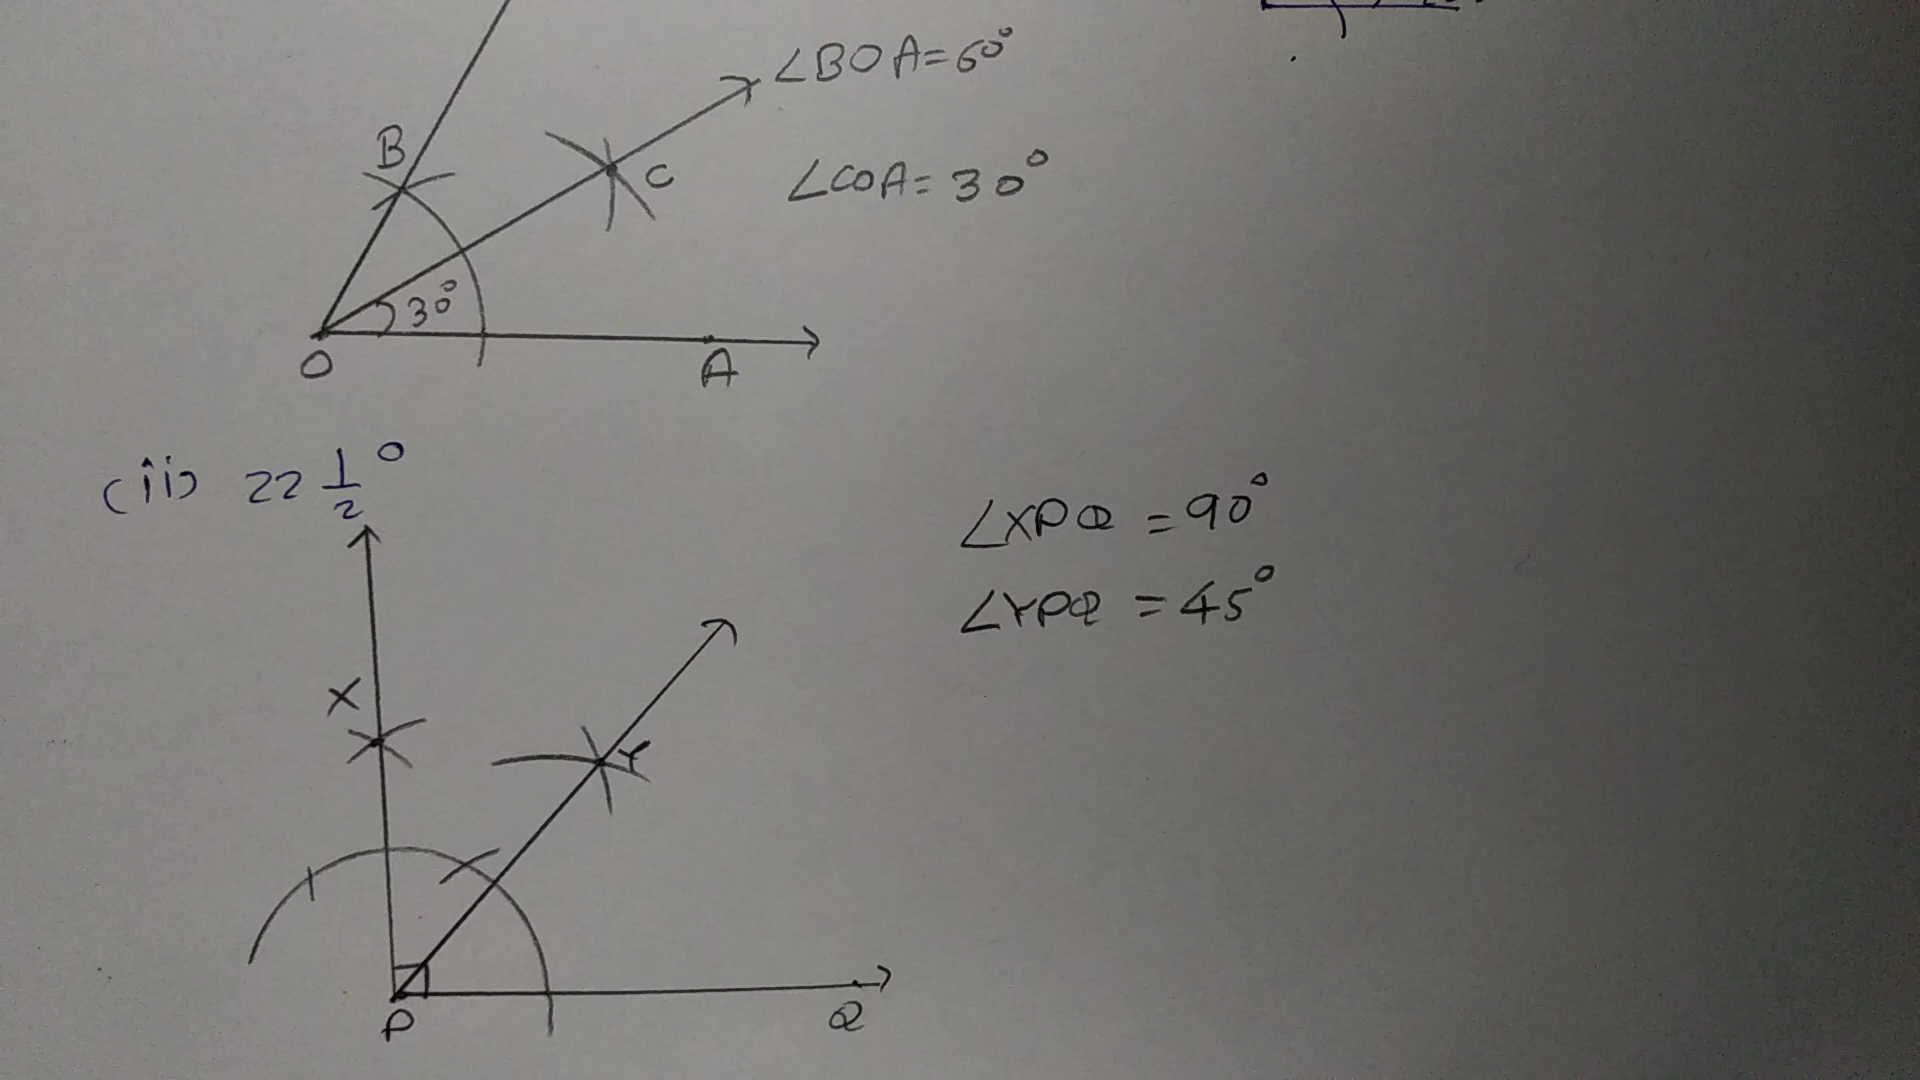 ∠BOA=60°
B
C
∠COA=30°
30°
O
A
(ii) 22 1/2°
∠XPQ = 90°
∠YPQ = 45°
X
Y
P
Q